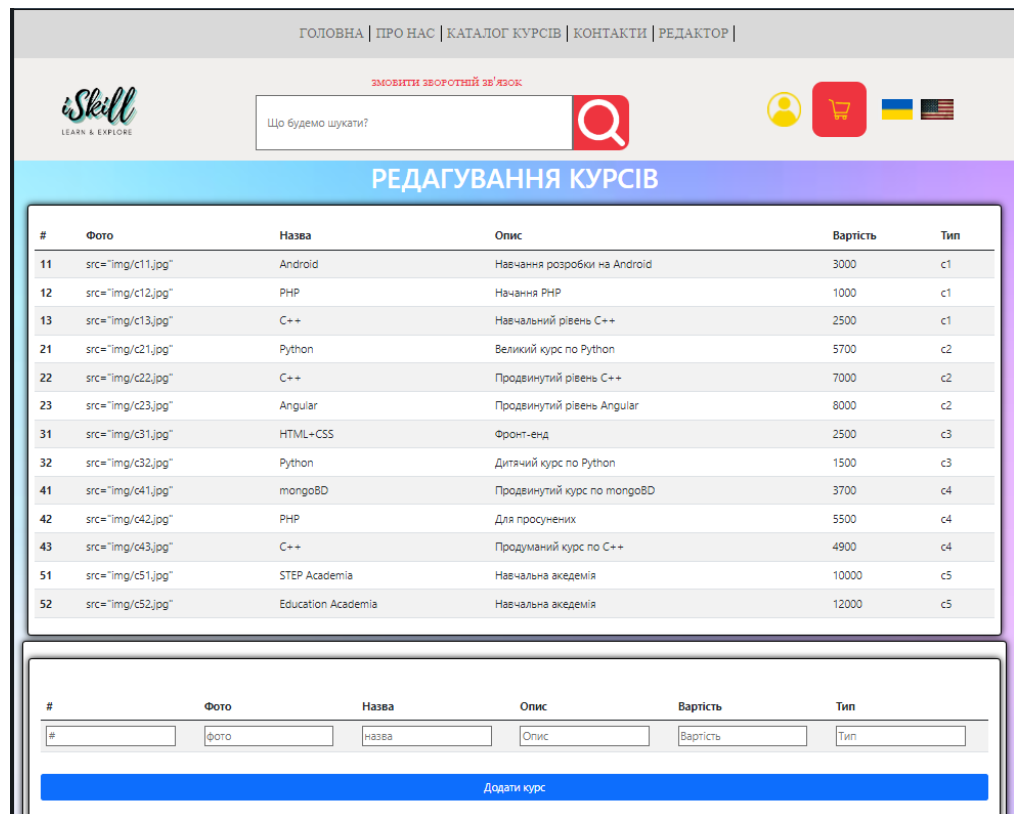 ГОЛОВНА | ПРО НАС | КАТАЛОГ КУРСІВ | КОНТАКТИ | РЕДАКТОР |
ЗМОВИТИ ЗВОРОТНІЙ ЗВ'ЯЗОК
iSkill
LEARN & EXPLORE
Що будемо шукати?
РЕДАГУВАННЯ КУРСІВ
# Фото Назва Опис Вартість Тип
11 src="img/c11.jpg" Android Навчання розробки на Android 3000 c1
12 src="img/c12.jpg" PHP Начання PHP 1000 c1
13 src="img/c13.jpg" C++ Навчальний рівень C++ 2500 c1
21 src="img/c21.jpg" Python Великий курс по Python 5700 c2
22 src="img/c22.jpg" C++ Продвинутий рівень C++ 7000 c2
23 src="img/c23.jpg" Angular Продвинутий рівень Angular 8000 c2
31 src="img/c31.jpg" HTML+CSS Фронт-енд 2500 c3
32 src="img/c32.jpg" Python Дитячий курс по Python 1500 c3
41 src="img/c41.jpg" mongoBD Продвинутий курс по mongoBD 3700 c4
42 src="img/c42.jpg" PHP Для просунених 5500 c4
43 src="img/c43.jpg" C++ Продуманий курс по C++ 4900 c4
51 src="img/c51.jpg" STEP Academia Навчальна акедемія 10000 c5
52 src="img/c52.jpg" Education Academia Навчальна акедемія 12000 c5
# Фото Назва Опис Вартість Тип
# фото назва Опис Вартість Тип
Додати курс